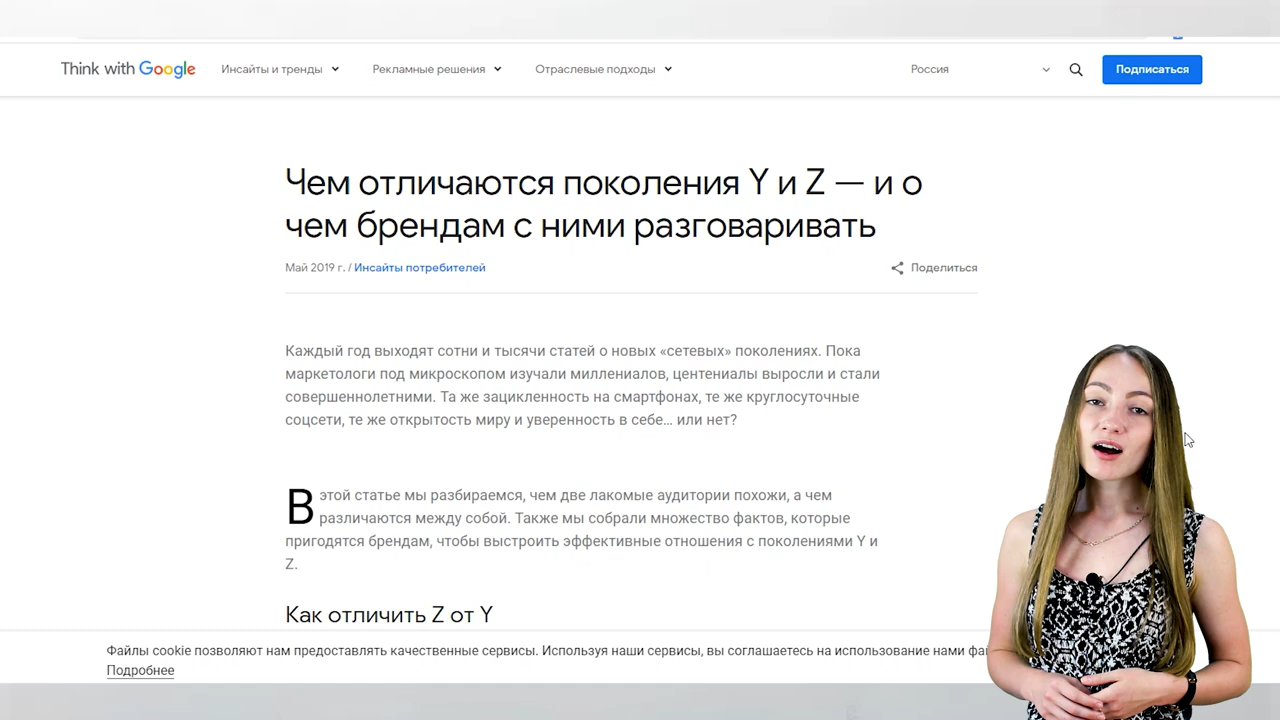 Think with Google
Инсайты и тренды
Рекламные решения
Отраслевые подходы
Россия
Подписаться
Чем отличаются поколения Y и Z — и о
чем брендам с ними разговаривать
Май 2019 г. / Инсайты потребителей
Поделиться
Каждый год выходят сотни и тысячи статей о новых «сетевых» поколениях. Пока
маркетологи под микроскопом изучали миллениалов, центениалы выросли и стали
совершеннолетними. Та же зацикленность на смартфонах, те же круглосуточные
соцсети, те же открытость миру и уверенность в себе… или нет?
В этой статье мы разбираемся, чем две лакомые аудитории похожи, а чем
различаются между собой. Также мы собрали множество фактов, которые
пригодятся брендам, чтобы выстроить эффективные отношения с поколениями Y и
Z.
Как отличить Z от Y
Файлы cookie позволяют нам предоставлять качественные сервисы. Используя наши сервисы, вы соглашаетесь на использование нами
Подробнее